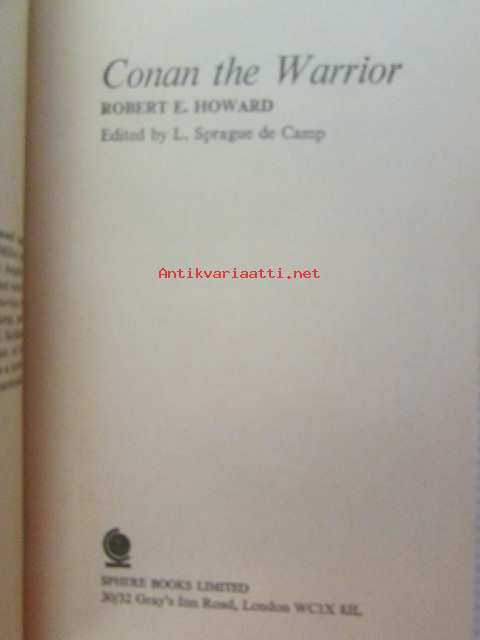 Conan the Warrior
ROBERT E. HOWARD
Edited by L. Sprague de Camp
Antikvariaatti.net
SPHERE BOOKS LIMITED
30/32 Gray's Inn Road, London WC1X 8JL